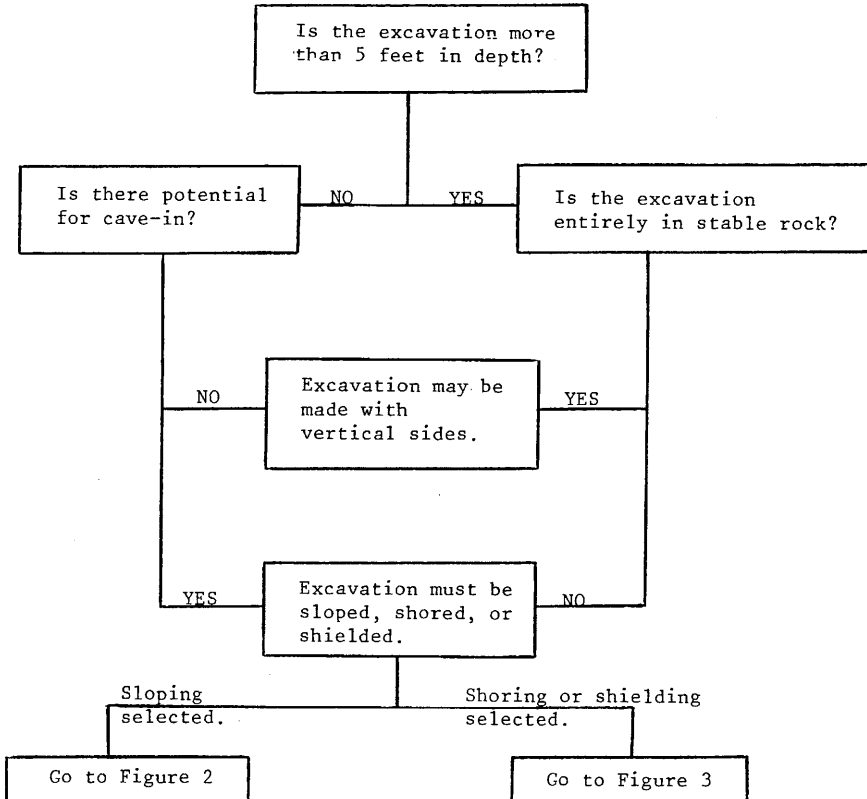 Is the excavation more
than 5 feet in depth?
Is there potential
for cave-in?
NO
YES
Is the excavation
entirely in stable rock?
NO
Excavation may be
made with
vertical sides.
YES
YES
Excavation must be
sloped, shored, or
shielded.
NO
Sloping
selected.
Shoring or shielding
selected.
Go to Figure 2
Go to Figure 3